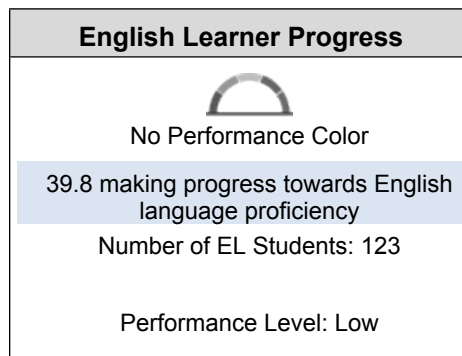 English Learner Progress
No Performance Color
39.8 making progress towards English
language proficiency
Number of EL Students: 123
Performance Level: Low